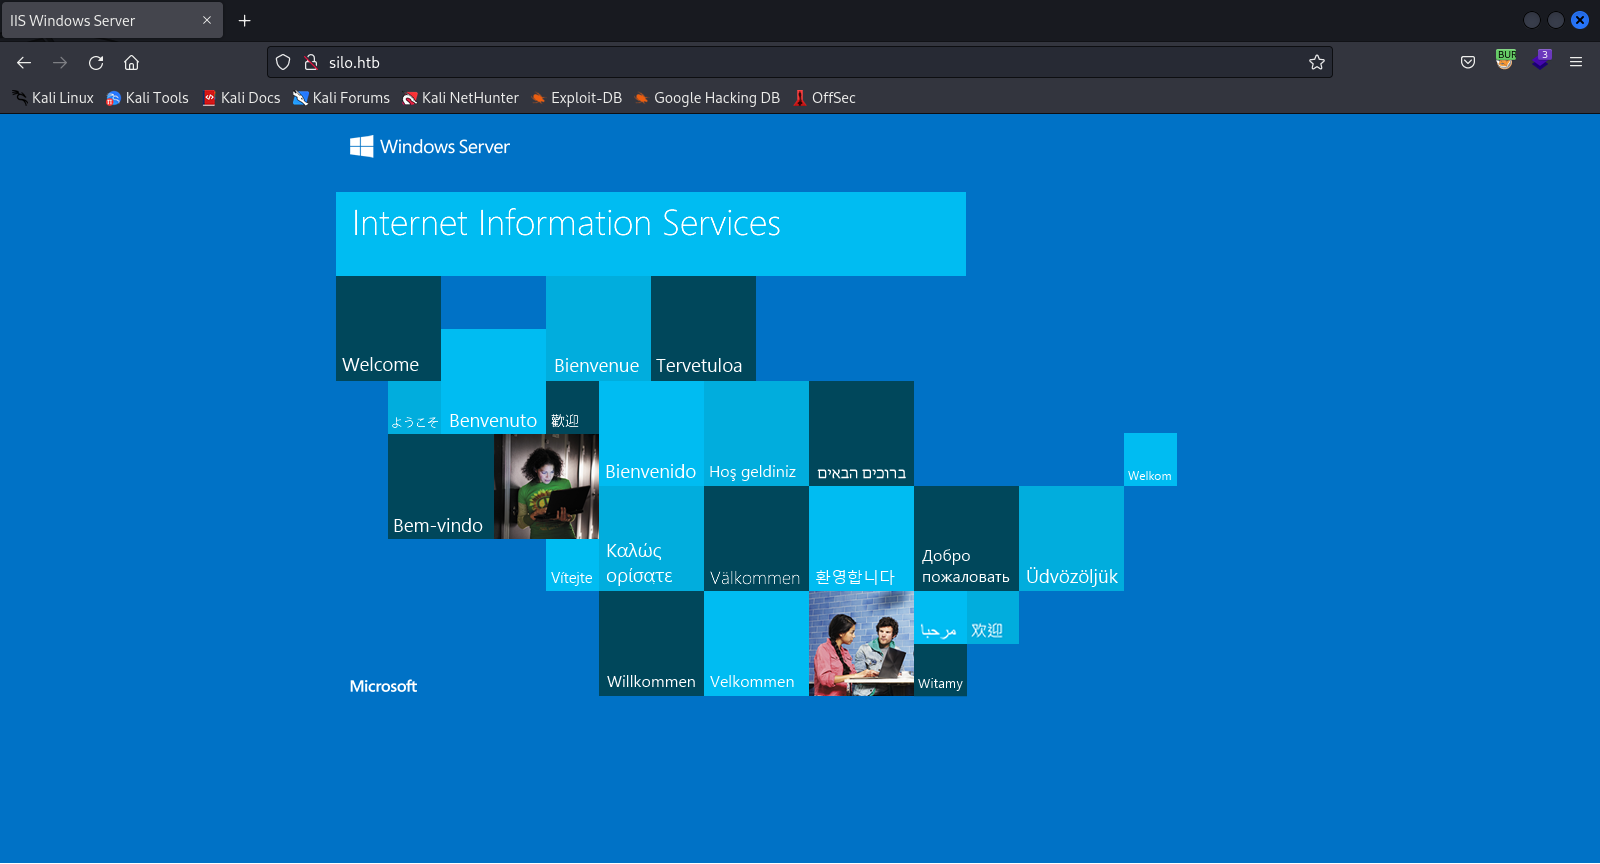 IIS Windows Server
silo.htb
BUR
3
Kali Linux
Kali Tools
Kali Docs
Kali Forums
Kali NetHunter
Exploit-DB
Google Hacking DB
OffSec
Windows Server
Internet Information Services
Welcome
Bienvenue
Tervetuloa
ようこそ
Benvenuto
歡迎
Bienvenido
Hoş geldiniz
ברוכים הבאים
Welkom
Bem-vindo
Vítejte
Καλώς
ορίσατε
Välkommen
환영합니다
Добро
пожаловать
Üdvözöljük
مرحبا
欢迎
Willkommen
Velkommen
Witamy
Microsoft